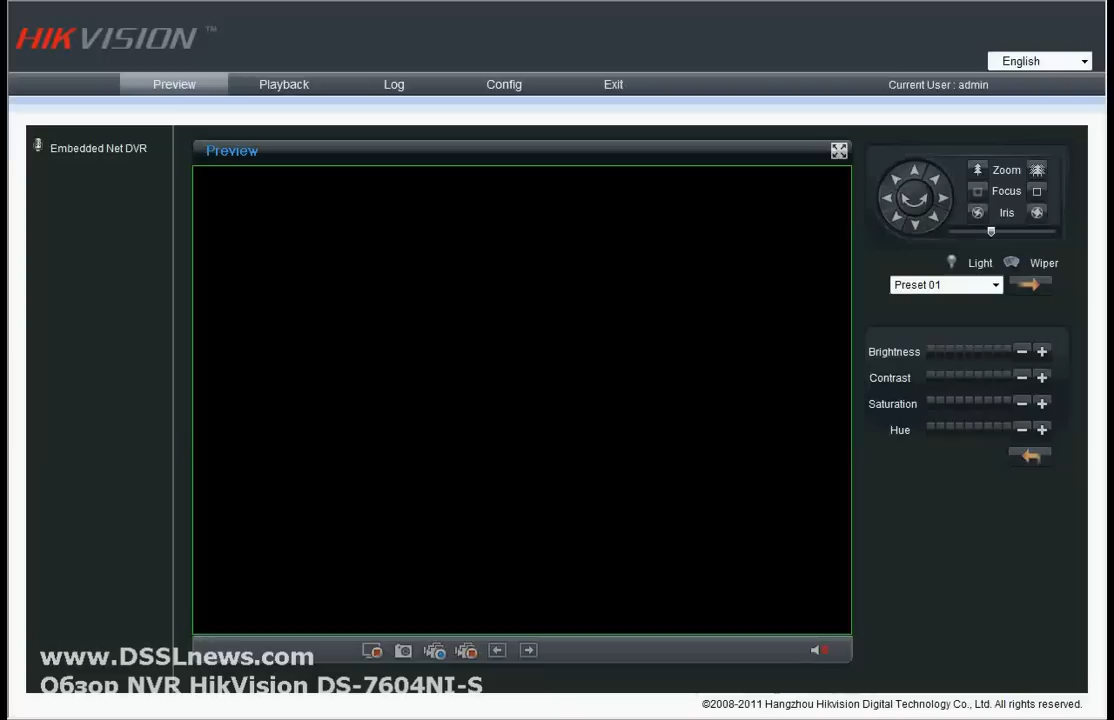 HIKVISION™
English
Preview Playback Log Config Exit Current User : admin
Embedded Net DVR
Preview
Zoom
Focus
Iris
Light Wiper
Preset 01
Brightness
Contrast
Saturation
Hue
www.DSSLnews.com
Обзор NVR HikVision DS-7604NI-S
©2008-2011 Hangzhou Hikvision Digital Technology Co., Ltd. All rights reserved.